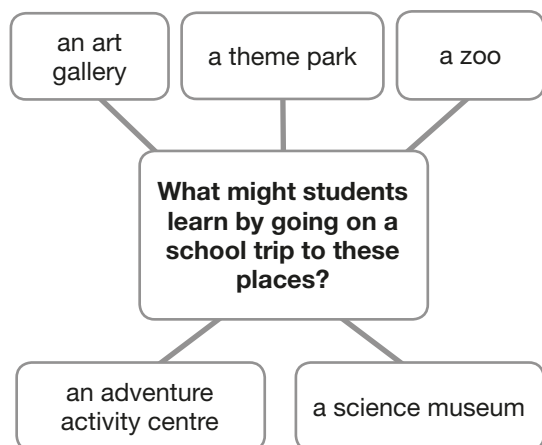 an art
gallery
a theme park
a zoo
What might students
learn by going on a
school trip to these
places?
an adventure
activity centre
a science museum